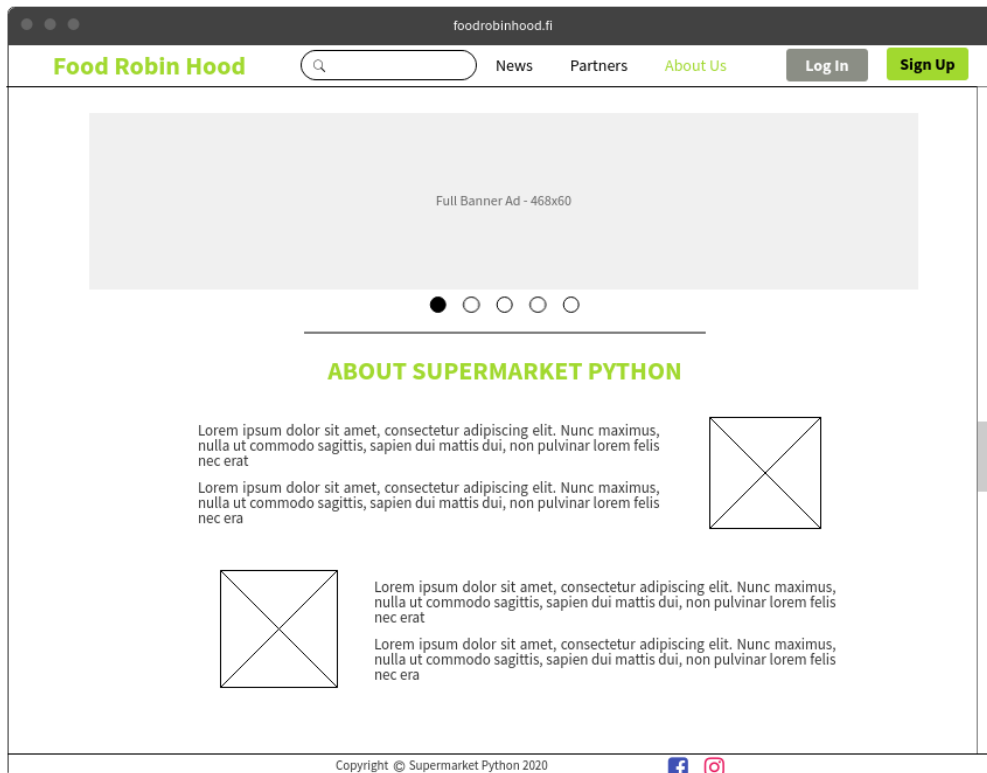 foodrobinhood.fi
Food Robin Hood
News
Partners
About Us
Log In
Sign Up
Full Banner Ad - 468x60
ABOUT SUPERMARKET PYTHON
Lorem ipsum dolor sit amet, consectetur adipiscing elit. Nunc maximus,
nulla ut commodo sagittis, sapien dui mattis dui, non pulvinar lorem felis
nec erat
Lorem ipsum dolor sit amet, consectetur adipiscing elit. Nunc maximus,
nulla ut commodo sagittis, sapien dui mattis dui, non pulvinar lorem felis
nec era
Lorem ipsum dolor sit amet, consectetur adipiscing elit. Nunc maximus,
nulla ut commodo sagittis, sapien dui mattis dui, non pulvinar lorem felis
nec erat
Lorem ipsum dolor sit amet, consectetur adipiscing elit. Nunc maximus,
nulla ut commodo sagittis, sapien dui mattis dui, non pulvinar lorem felis
nec era
Copyright © Supermarket Python 2020